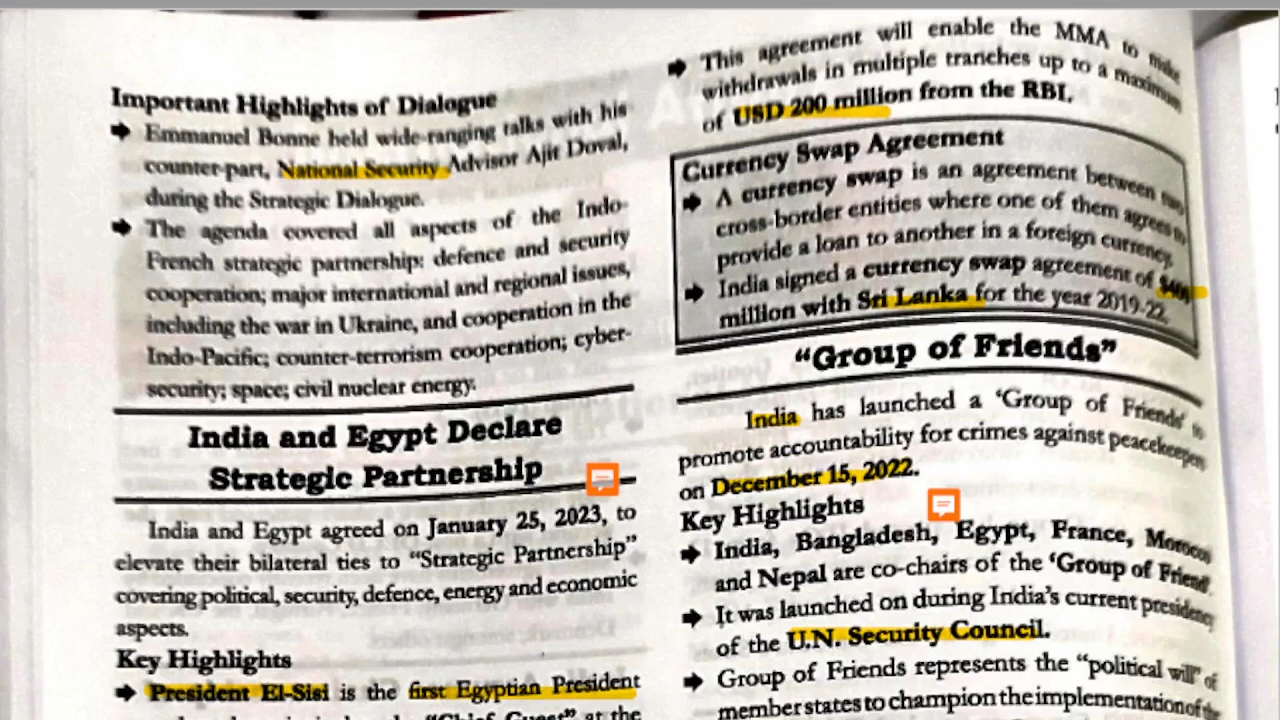 Important Highlights of Dialogue
Emmanuel Bonne held wide-ranging talks with his
counter-part, National Security Advisor Ajit Doval,
during the Strategic Dialogue.
The agenda covered all aspects of the Indo-
French strategic partnership: defence and security
cooperation; major international and regional issues,
including the war in Ukraine, and cooperation in the
Indo-Pacific; counter-terrorism cooperation; cyber-
security; space; civil nuclear energy.
India and Egypt Declare
Strategic Partnership
India and Egypt agreed on January 25, 2023, to
elevate their bilateral ties to “Strategic Partnership”
covering political, security, defence, energy and economic
aspects.
Key Highlights
President El-Sisi is the first Egyptian President
“Chief Guest” at the
This agreement will enable the MMA to make
withdrawals in multiple tranches up to a maximum
of USD 200 million from the RBI.
Currency Swap Agreement
A currency swap is an agreement between two
cross-border entities where one of them agrees to
provide a loan to another in a foreign currency.
India signed a currency swap agreement of
million with Sri Lanka for the year 2019-22.
“Group of Friends”
India has launched a ‘Group of Friends’ to
promote accountability for crimes against peacekeepers
on December 15, 2022.
Key Highlights
India, Bangladesh, Egypt, France, Morocco
and Nepal are co-chairs of the ‘Group of Friend’.
It was launched on during India’s current presidency
of the U.N. Security Council.
Group of Friends represents the “political will” of
member states to champion the implementation of the